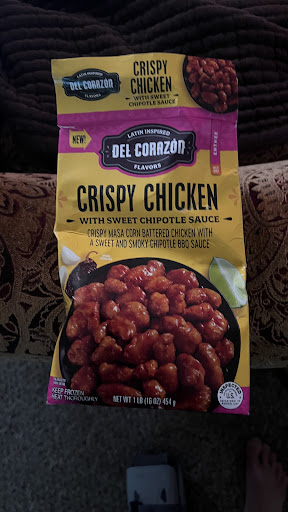 LATIN INSPIRED
DEL CORAZÓN
FLAVORS
CRISPY
CHICKEN
WITH SWEET
CHIPOTLE SAUCE
NEW!
LATIN INSPIRED
DEL CORAZÓN
FLAVORS
ENTRÉE
CRISPY CHICKEN
WITH SWEET CHIPOTLE SAUCE
CRISPY MASA CORN BATTERED CHICKEN WITH
A SWEET AND SMOKY CHIPOTLE BBQ SAUCE
KEEP FROZEN
HEAT THOROUGHLY
NET WT 1 LB (16 OZ) 454 g
INSPECTED
U.S.